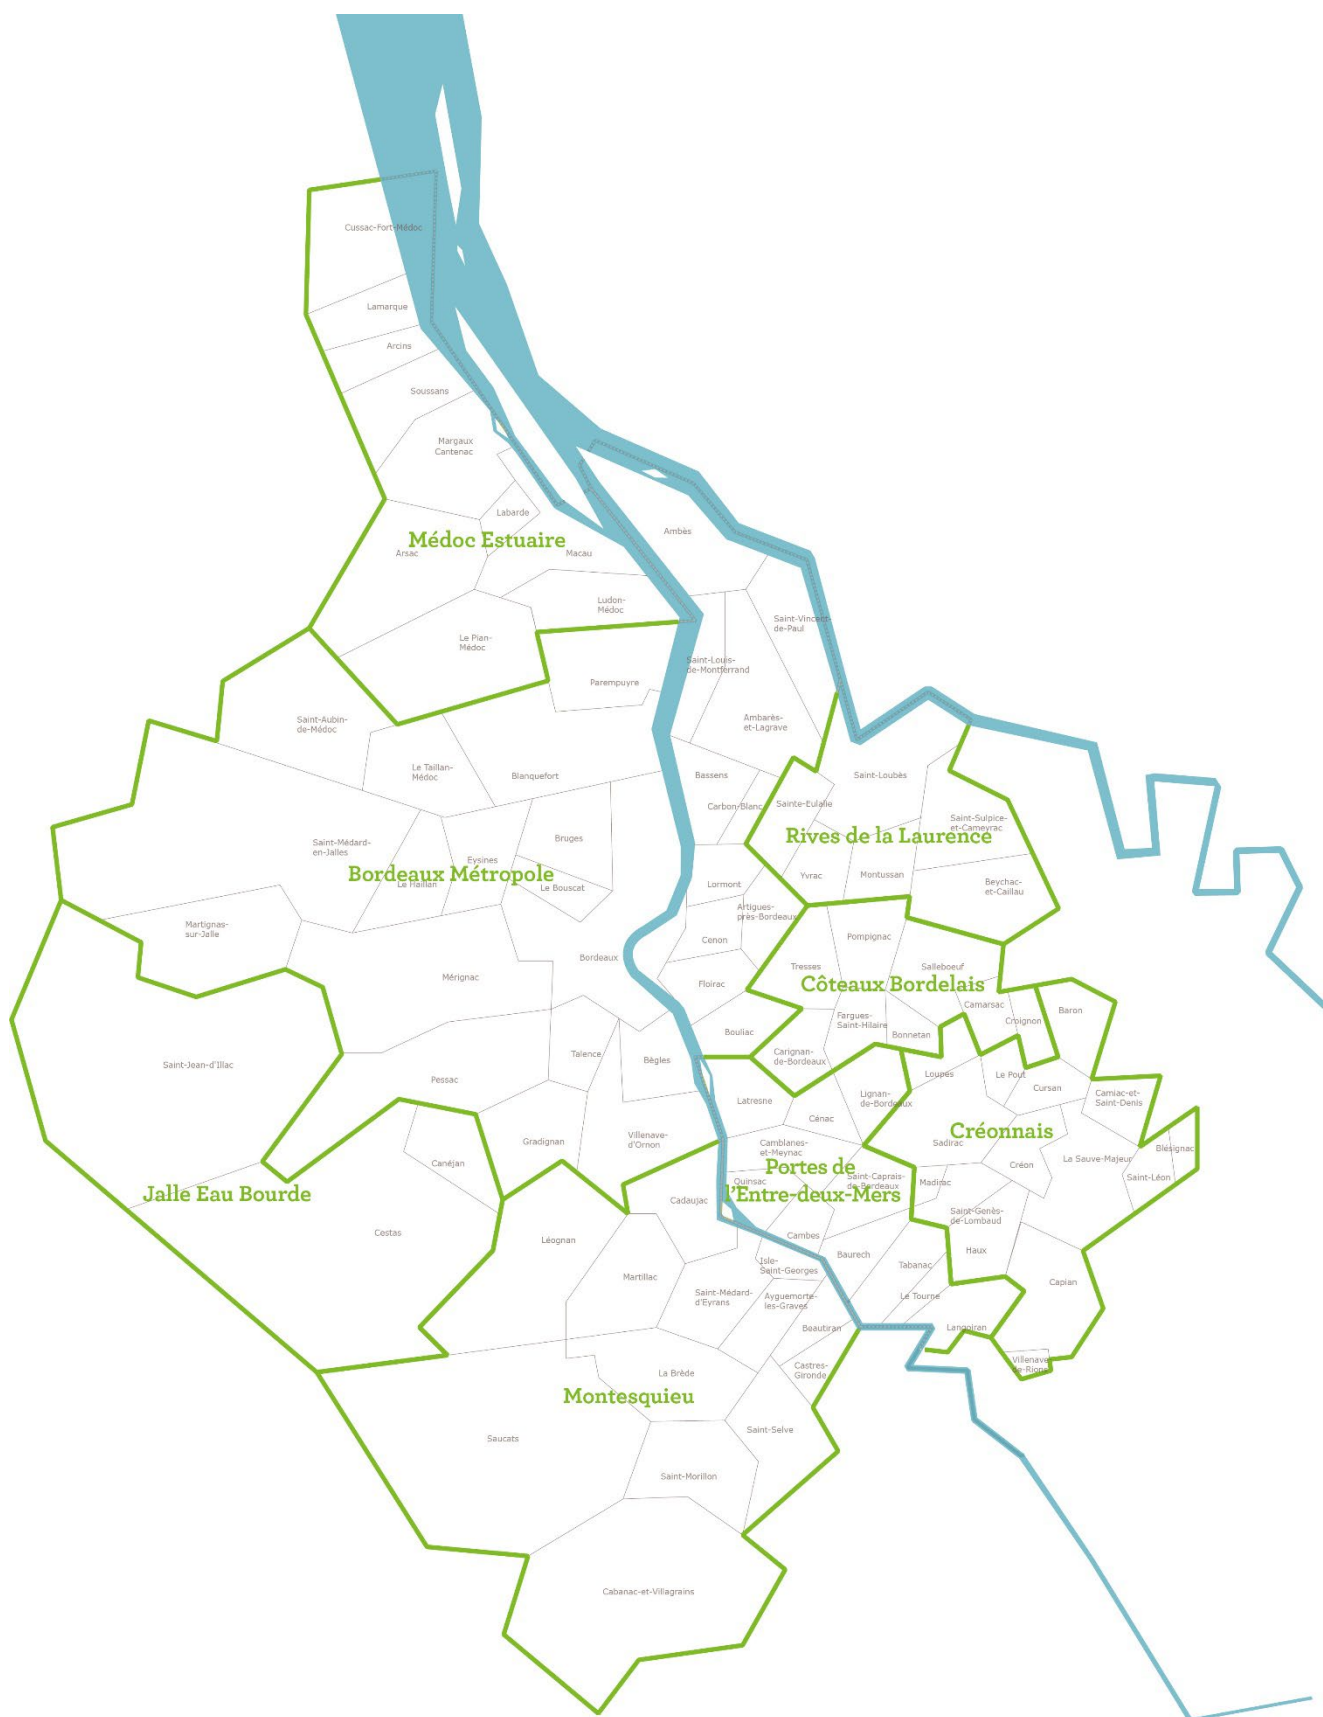 Cussac-Fort-Médoc
Lamarque
Arcins
Soussans
Margaux
Cantenac
Labarde
Médoc Estuaire
Arsac
Macau
Ambès
Ludon-
Médoc
Saint-Vincent-
de-Paul
Le Pian-
Médoc
Saint-Louis-
de-Montferrand
Parempuyre
Saint-Aubin-
de-Médoc
Ambarès-
et-Lagrave
Le Taillan-
Médoc
Blanquefort
Bassens
Saint-Loubès
Carbon-Blanc
Sainte-Eulalie
Saint-Sulpice-
et-Cameyrac
Rives de la Laurence
Saint-Médard-
en-Jalles
Bruges
Eysines
Bordeaux Métropole
Le Haillan
Le Bouscat
Lormont
Yvrac
Montussan
Beychac-
et-Caillau
Artigues-
près-Bordeaux
Martignas-
sur-Jalle
Cenon
Pompignac
Mérignac
Bordeaux
Floirac
Tresses
Salleboeuf
Côteaux Bordelais
Camarsac
Baron
Croignon
Fargues-
Saint-Hilaire
Bonnetan
Bouliac
Saint-Jean-d'Illac
Talence
Bègles
Carignan-
de-Bordeaux
Pessac
Loupes
Le Pout
Cursan
Camiac-et-
Saint-Denis
Latresne
Lignan-
de-Bordeaux
Cénac
Gradignan
Villenave-
d'Ornon
Créonnais
Sadirac
Camblanes-
et-Meynac
Canéjan
Créon
La Sauve-Majeur
Blésignac
Saint-Léon
Portes de
l'Entre-deux-Mers
Quinsac
Saint-Caprais-
de-Bordeaux
Madirac
Jalle Eau Bourde
Cadaujac
Saint-Genès-
de-Lombaud
Cestas
Léognan
Cambes
Baurech
Haux
Isle-
Saint-Georges
Tabanac
Martillac
Capian
Saint-Médard-
d'Eyrans
Ayguemorte-
les-Graves
Le Tourne
Beautiran
Langoiran
Castres-
Gironde
Villenave-
de-Rions
La Brède
Montesquieu
Saucats
Saint-Selve
Saint-Morillon
Cabanac-et-Villagrains